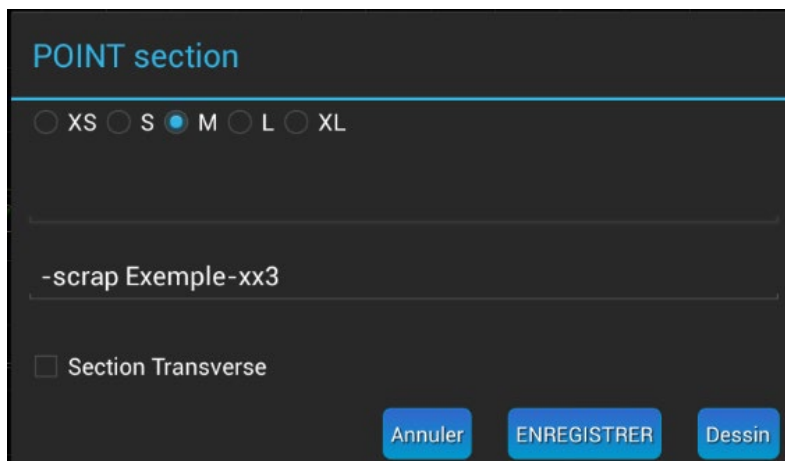 POINT section
XS S M L XL
-scrap Exemple-xx3
Section Transverse
Annuler ENREGISTRER Dessin